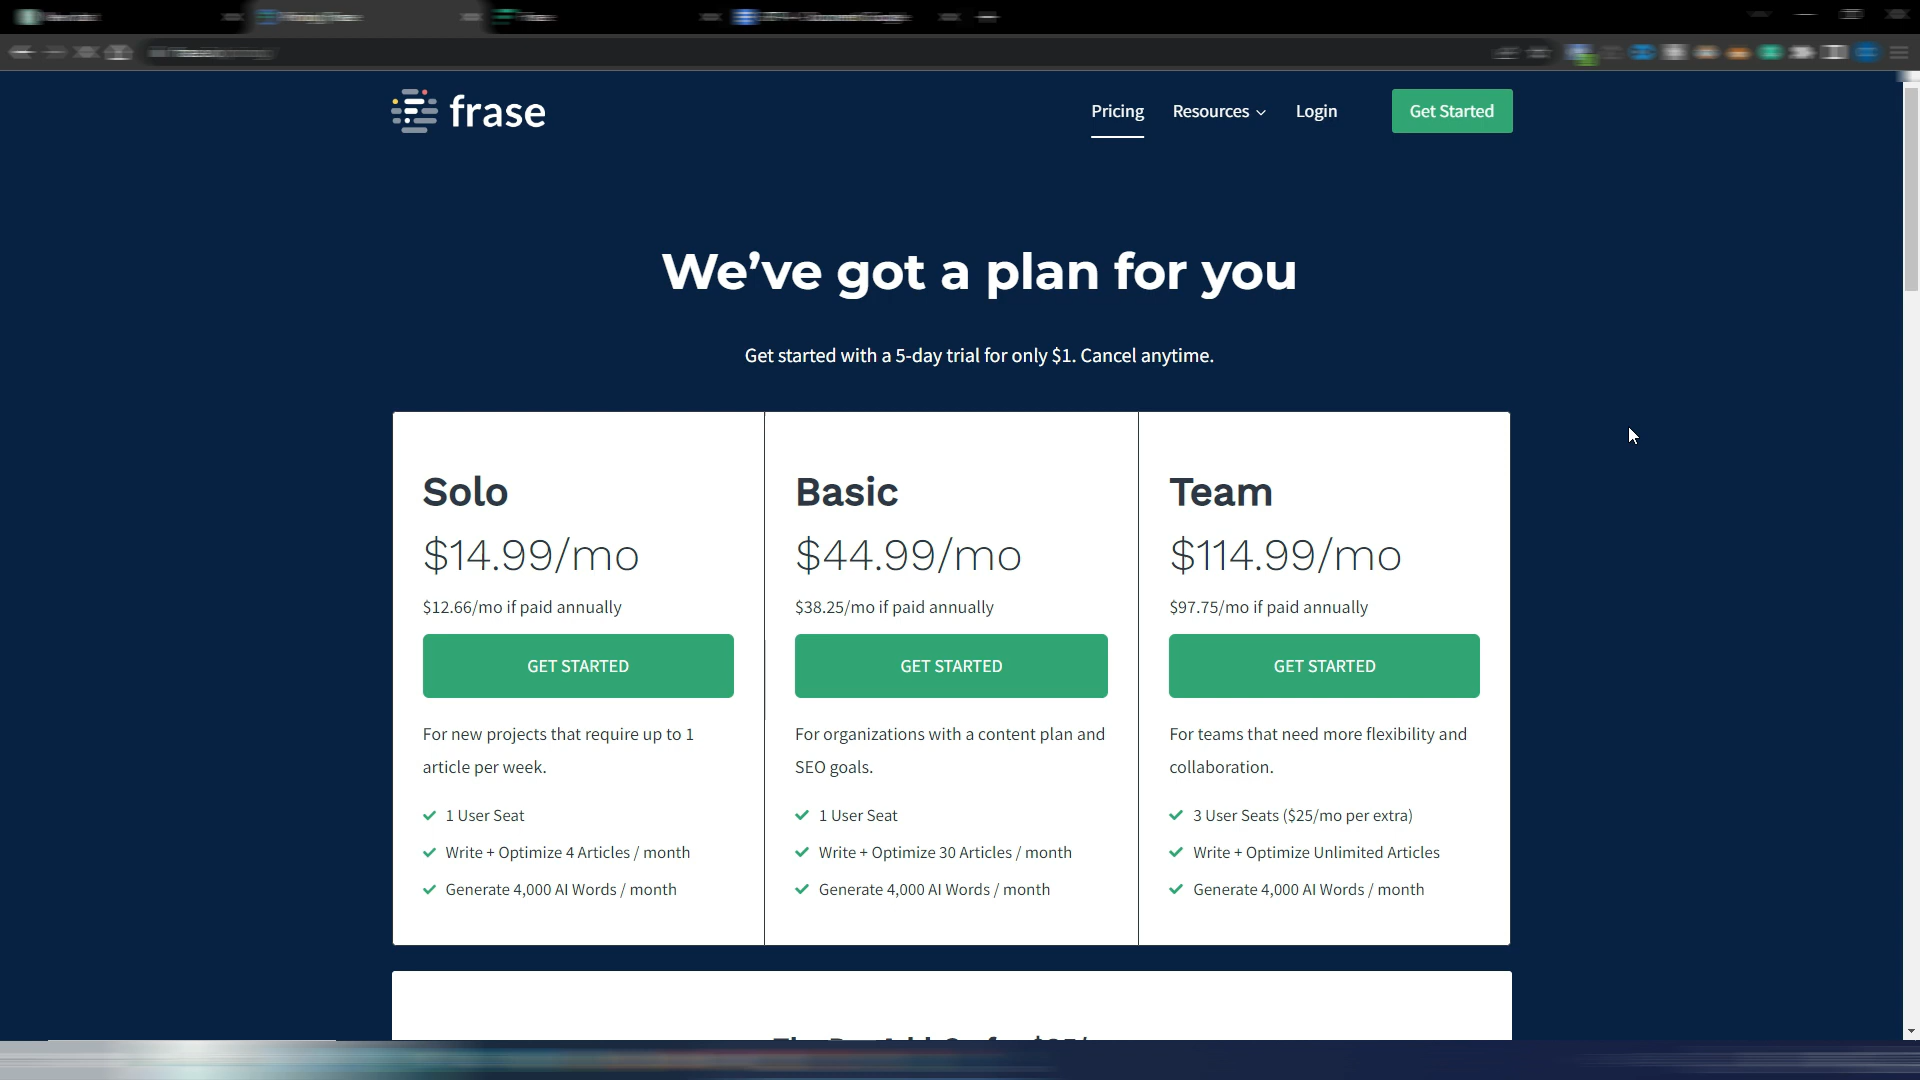 frase
Pricing Resources Login Get Started
We've got a plan for you
Get started with a 5-day trial for only $1. Cancel anytime.
Solo
$14.99/mo
$12.66/mo if paid annually
GET STARTED
For new projects that require up to 1
article per week.
1 User Seat
Write + Optimize 4 Articles / month
Generate 4,000 AI Words / month
Basic
$44.99/mo
$38.25/mo if paid annually
GET STARTED
For organizations with a content plan and
SEO goals.
1 User Seat
Write + Optimize 30 Articles / month
Generate 4,000 AI Words / month
Team
$114.99/mo
$97.75/mo if paid annually
GET STARTED
For teams that need more flexibility and
collaboration.
3 User Seats ($25/mo per extra)
Write + Optimize Unlimited Articles
Generate 4,000 AI Words / month